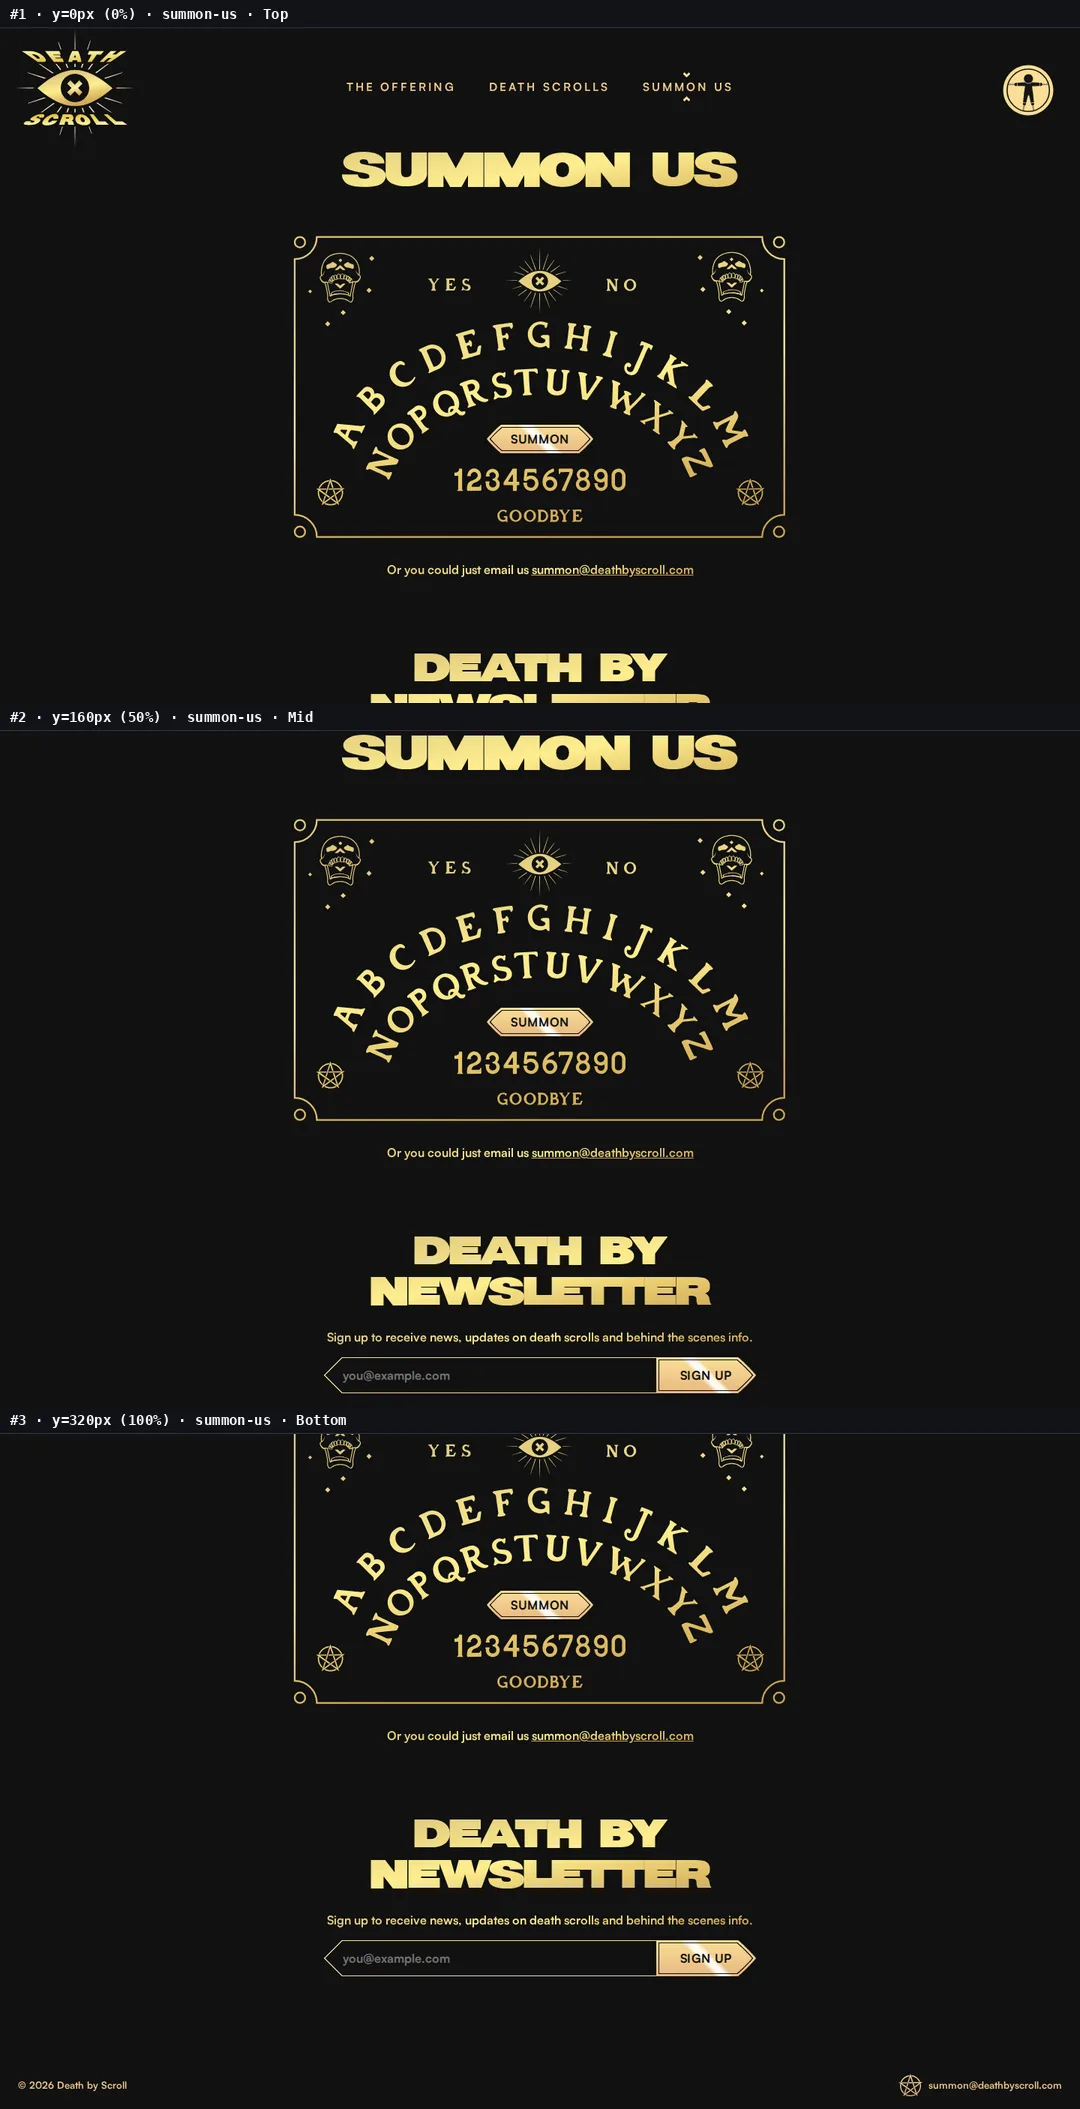 #1 · y=0px (0%) · summon-us · Top
DEATH
SCROLL
THE OFFERING DEATH SCROLLS SUMMON US
SUMMON US
YES NO
ABCDEFGHIJKLM
NOPQRSTUVWXYZ
SUMMON
1234567890
GOODBYE
Or you could just email us summon@deathbyscroll.com
DEATH BY
NEWSLETTER
#2 · y=160px (50%) · summon-us · Mid
SUMMON US
YES NO
ABCDEFGHIJKLM
NOPQRSTUVWXYZ
SUMMON
1234567890
GOODBYE
Or you could just email us summon@deathbyscroll.com
DEATH BY
NEWSLETTER
Sign up to receive news, updates on death scrolls and behind the scenes info.
you@example.com SIGN UP
#3 · y=320px (100%) · summon-us · Bottom
YES NO
ABCDEFGHIJKLM
NOPQRSTUVWXYZ
SUMMON
1234567890
GOODBYE
Or you could just email us summon@deathbyscroll.com
DEATH BY
NEWSLETTER
Sign up to receive news, updates on death scrolls and behind the scenes info.
you@example.com SIGN UP
© 2026 Death by Scroll summon@deathbyscroll.com